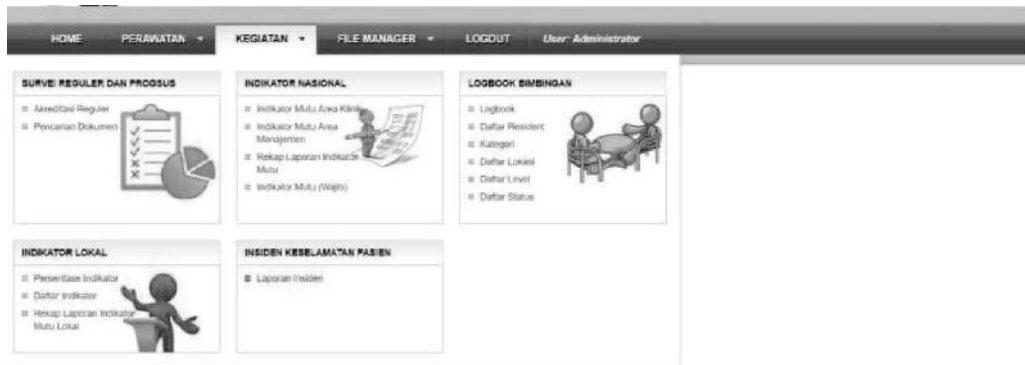 HOME PERAWATAN KEGIATAN FILE MANAGER LOGOUT User: Administrator
SURVEI REGULER DAN PROGSUS
Akreditasi Reguler
Pencarian Dokumen
INDIKATOR NASIONAL
Indikator Mutu Area Klinik
Indikator Mutu Area
Manajemen
Rekap Laporan Indikator
Mutu
Indikator Mutu (Wajib)
LOGBOOK BIMBINGAN
Logbook
Daftar Resident
Kategori
Daftar Lokasi
Daftar Level
Daftar Status
INDIKATOR LOKAL
Persentase Indikator
Daftar Indikator
Rekap Laporan Indikator
Mutu Lokal
INSIDEN KESELAMATAN PASIEN
Laporan Insiden